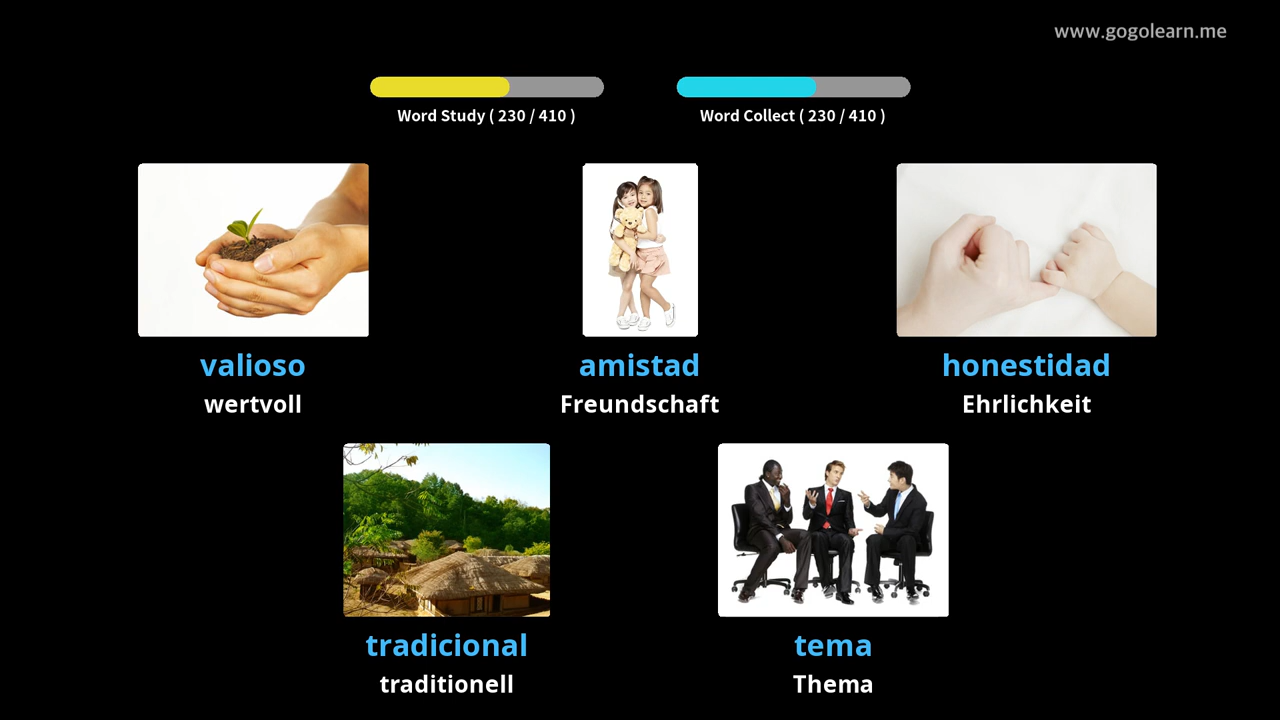 www.gogolearn.me
Word Study ( 230 / 410 )
Word Collect ( 230 / 410 )
valioso
amistad
honestidad
wertvoll
Freundschaft
Ehrlichkeit
tradicional
tema
traditionell
Thema